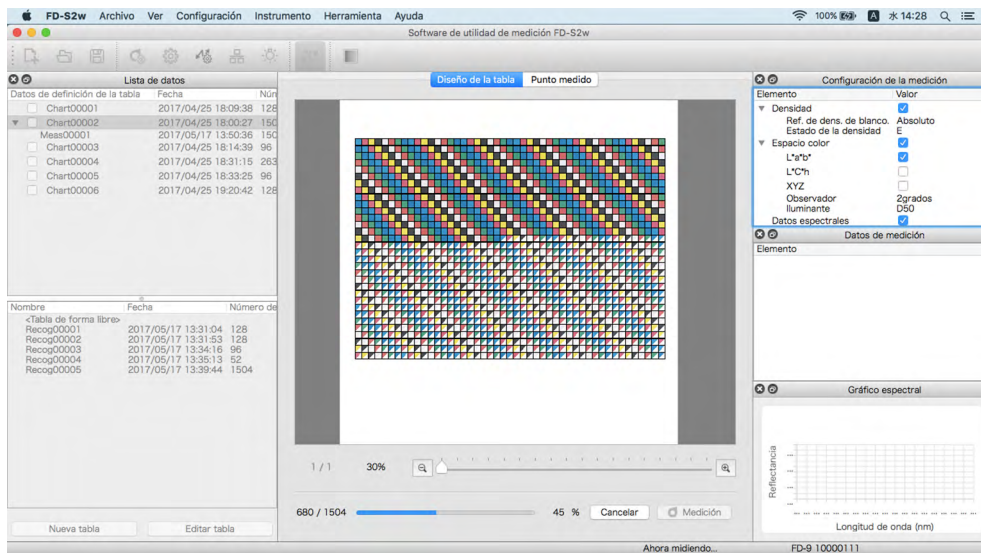 FD-S2w Archivo Ver Configuración Instrumento Herramienta Ayuda 100% A 水 14:28
Software de utilidad de medición FD-S2w
Lista de datos
Datos de definición de la tabla Fecha Núm
Chart00001 2017/04/25 18:09:38 128
Chart00002 2017/04/25 18:00:27 150
Meas00001 2017/05/17 13:50:36 150
Chart00003 2017/04/25 18:14:39 96
Chart00004 2017/04/25 18:31:15 263
Chart00005 2017/04/25 18:33:25 96
Chart00006 2017/04/25 19:20:42 128
Nombre Fecha Número de
<Tabla de forma libre>
Recog00001 2017/05/17 13:31:04 128
Recog00002 2017/05/17 13:31:53 128
Recog00003 2017/05/17 13:34:16 96
Recog00004 2017/05/17 13:35:13 52
Recog00005 2017/05/17 13:39:44 1504
Nueva tabla Editar tabla
Diseño de la tabla Punto medido
1 / 1 30%
680 / 1504 45 % Cancelar Medición
Configuración de la medición
Elemento Valor
Densidad
Ref. de dens. de blanco. Absoluto
Estado de la densidad E
Espacio color
L*a*b*
L*C*h
XYZ
Observador 2grados
Iluminante D50
Datos espectrales
Datos de medición
Elemento
Gráfico espectral
Reflectancia
Longitud de onda (nm)
Ahora midiendo... FD-9 10000111